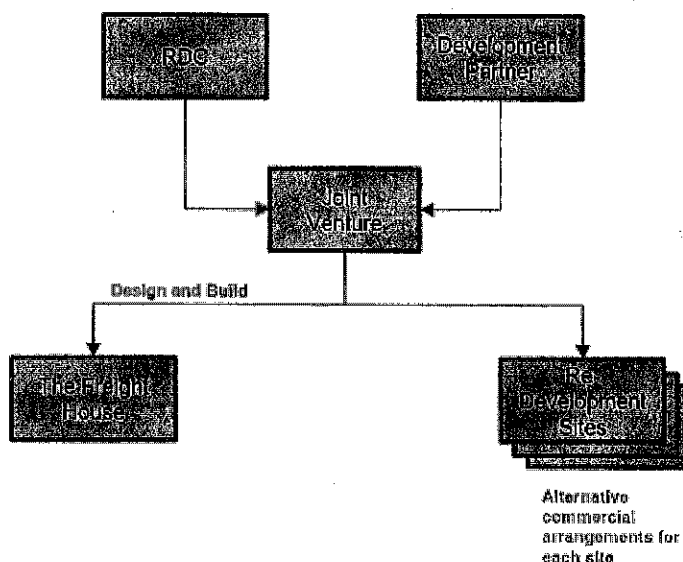 RDC
Development
Partner
Joint
Venture
Design and Build
The Freight
House
Re
Development
Sites
Alternative
commercial
arrangements for
each site